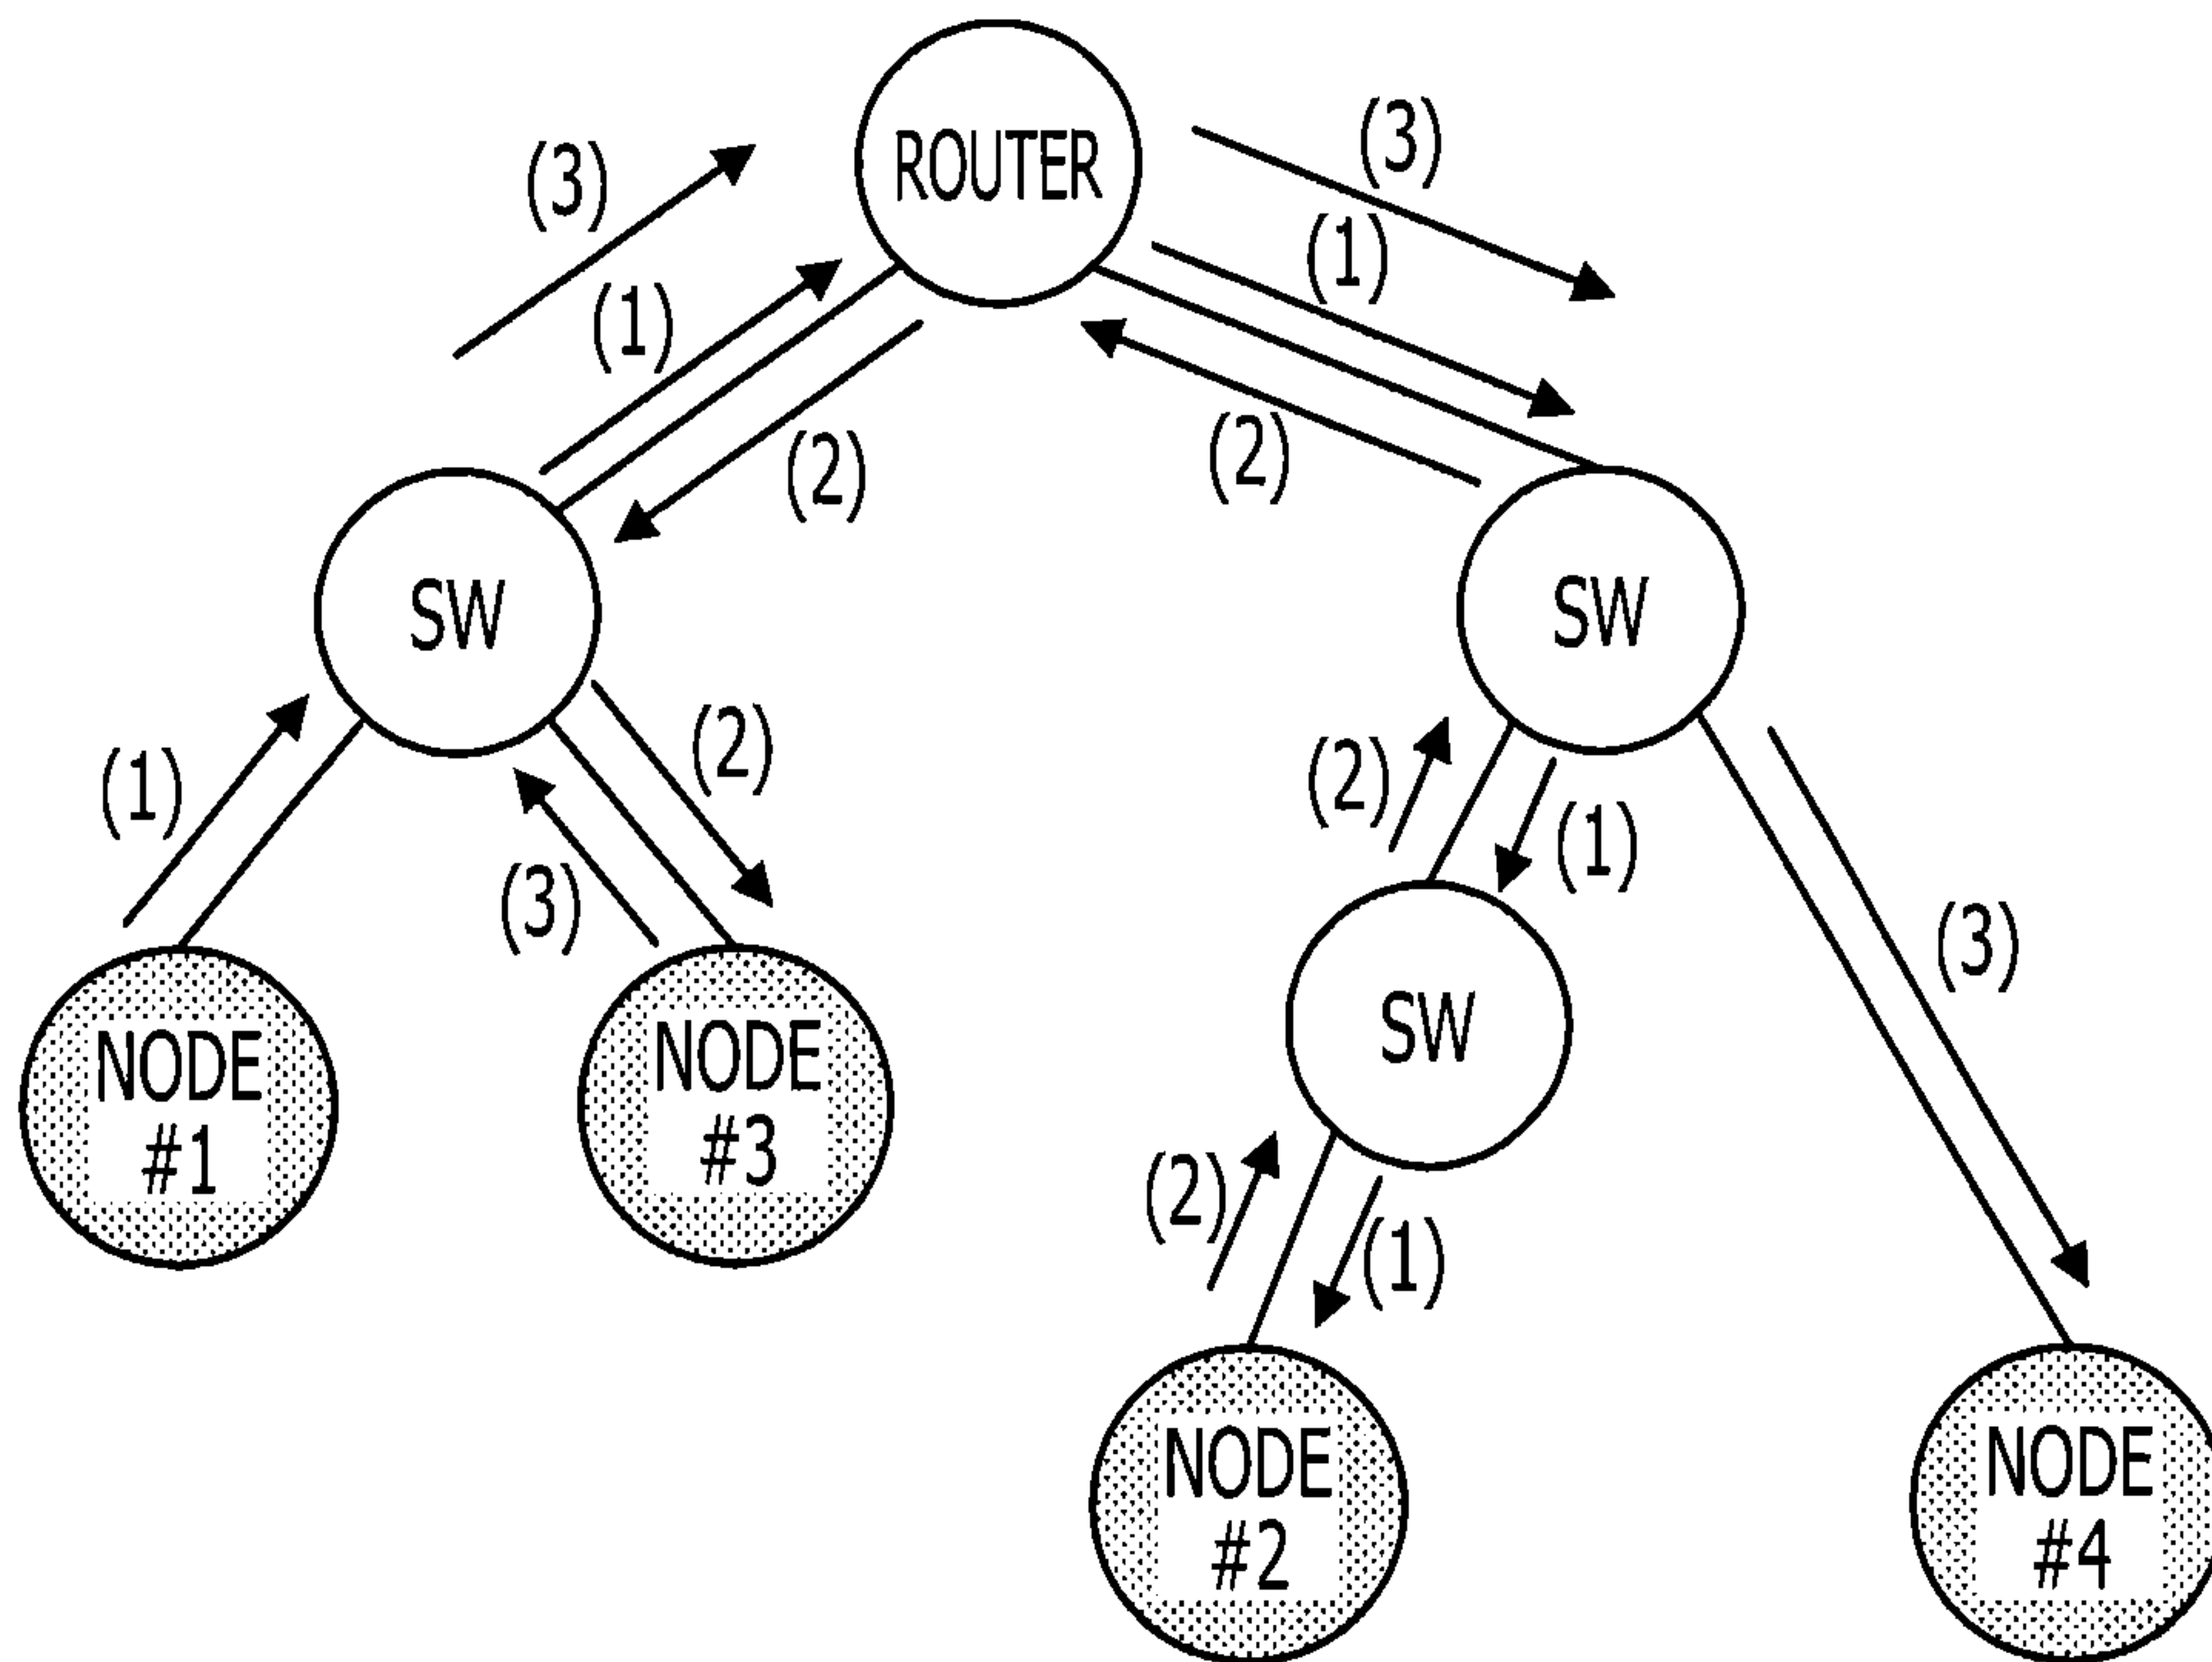 ROUTER
(3)
(3)
(1)
(1)
(2)
(2)
SW
SW
(1)
(2)
(3)
(2)
(1)
(3)
SW
NODE
#1
NODE
#3
(2)
(1)
NODE
#2
NODE
#4